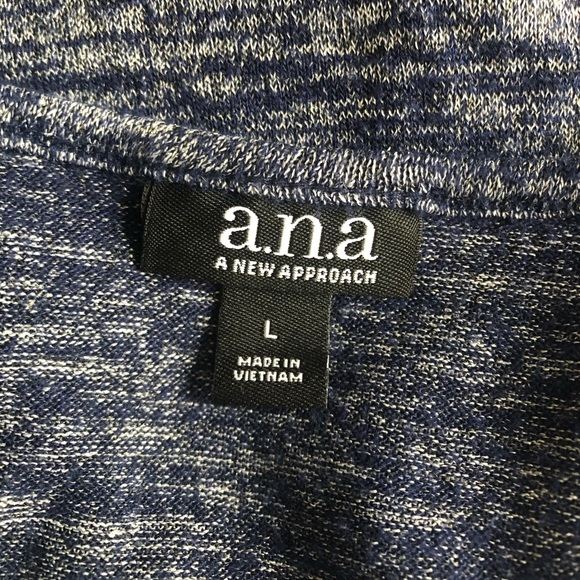 a.n.a
A NEW APPROACH
L
MADE IN
VIETNAM